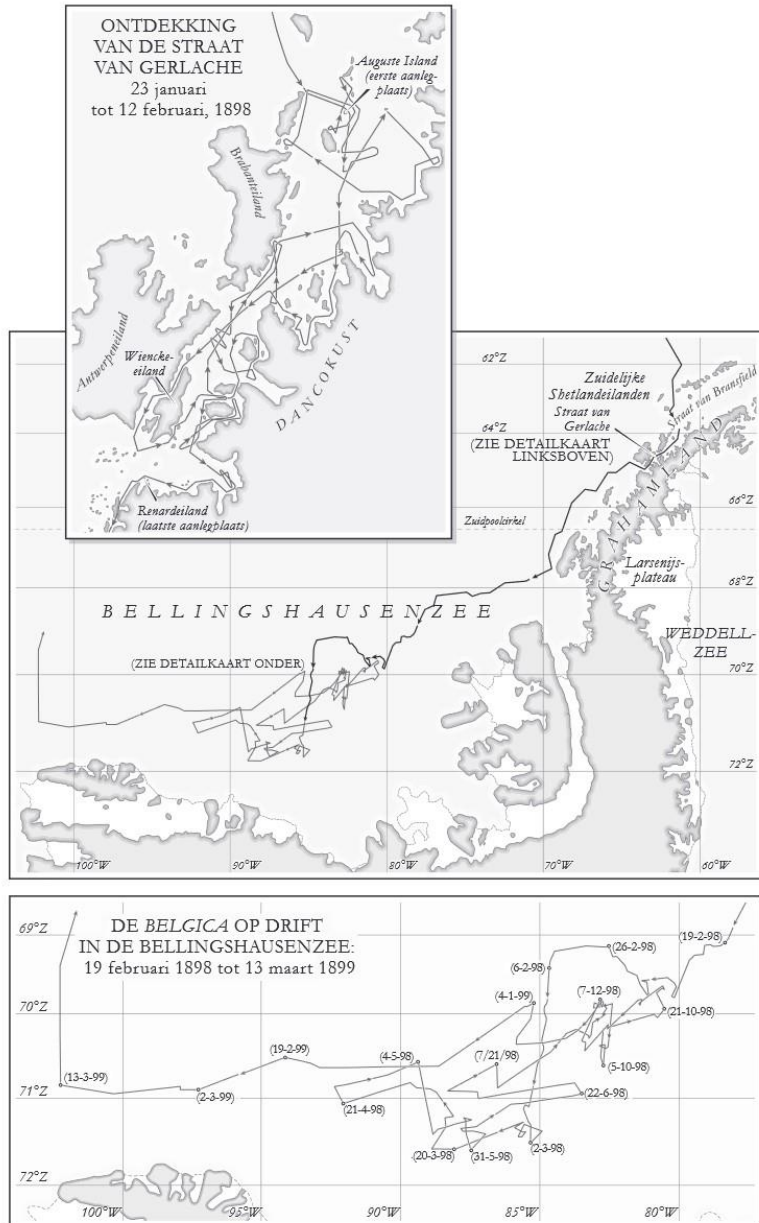 ONTDEKKING
VAN DE STRAAT
VAN GERLACHE
23 januari
tot 12 februari, 1898
Auguste Island
(eerste aanleg-
plaats)
Brabanteiland
Antwerpeneiland
Wiencke-
eiland
DANCOKUST
Renardeiland
(laatste aanlegplaats)
62°Z
Zuidelijke
Shetlandeilanden
Straat van Bransfield
Straat van
Gerlache
64°Z
(ZIE DETAILKAART
LINKSBOVEN)
GRAHAMLAND
66°Z
Zuidpoolcirkel
Larsenijs-
plateau
68°Z
BELLINGSHAUSENZEE
WEDDELL-
ZEE
(ZIE DETAILKAART ONDER)
70°Z
72°Z
100°W
90°W
80°W
70°W
60°W
DE BELGICA OP DRIFT
IN DE BELLINGSHAUSENZEE:
19 februari 1898 tot 13 maart 1899
69°Z
(19-2-98)
(26-2-98)
(6-2-98)
(7-12-98)
(4-1-99)
70°Z
(21-10-98)
(19-2-99)
(4-5-98)
(7/21/98)
(5-10-98)
(13-3-99)
(2-3-99)
71°Z
(21-4-98)
(22-6-98)
(20-3-98)
(31-5-98)
(2-3-98)
72°Z
100°W
95°W
90°W
85°W
80°W